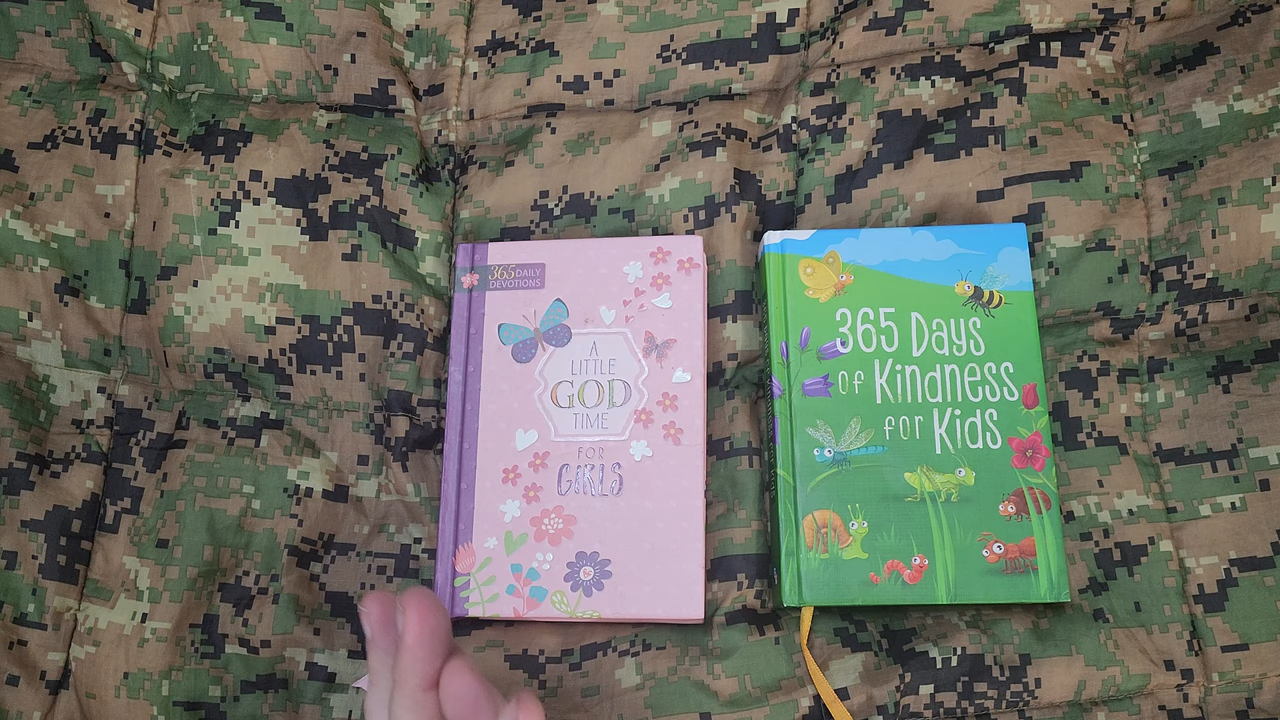 365 DAILY
DEVOTIONS
A
LITTLE
GOD
TIME
FOR
GIRLS
365 Days
of Kindness
for Kids